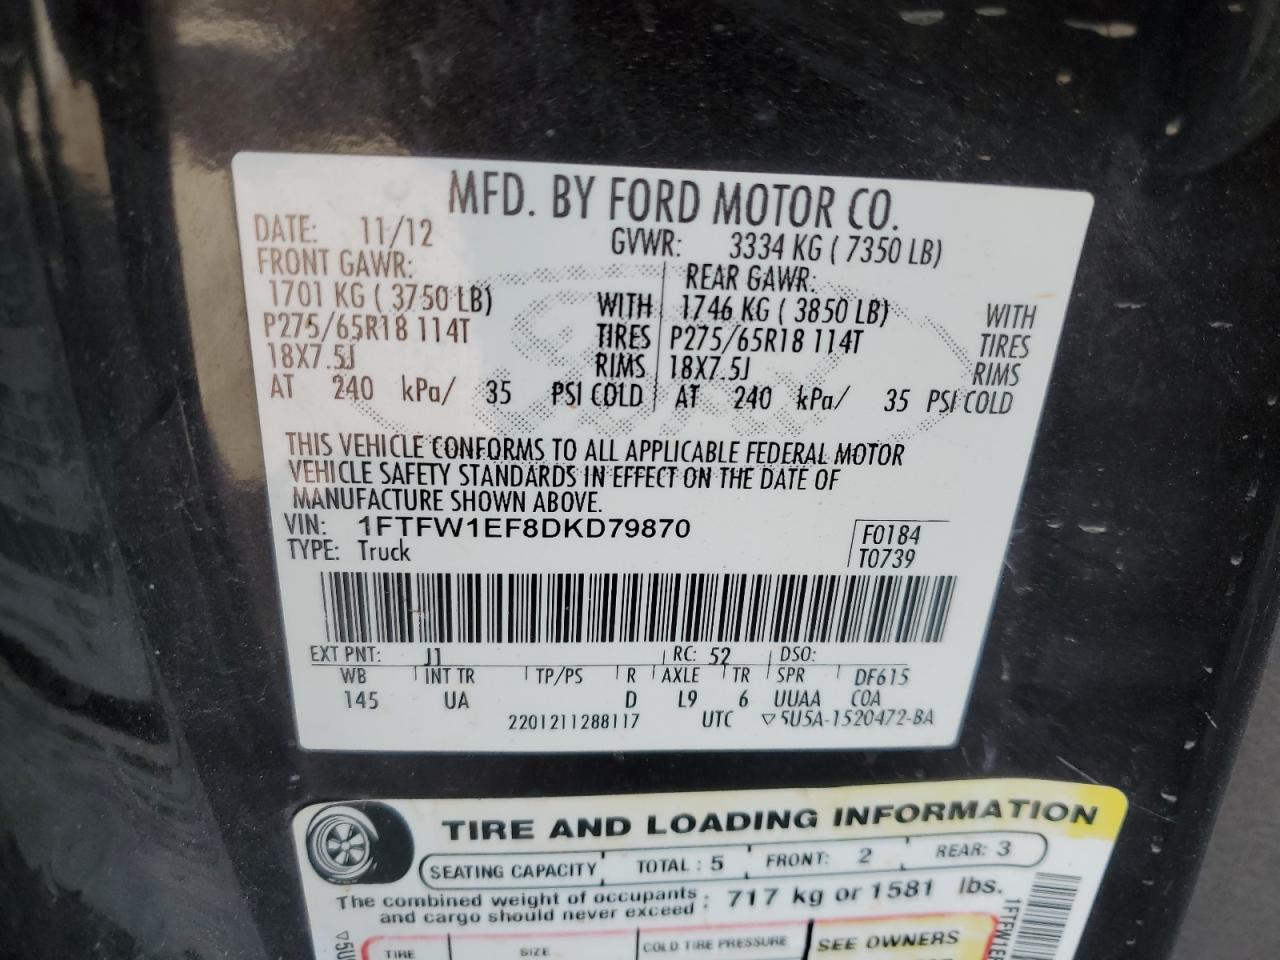 MFD. BY FORD MOTOR CO.
DATE: 11/12 GVWR: 3334 KG ( 7350 LB)
FRONT GAWR: REAR GAWR:
1701 KG ( 3750 LB) WITH 1746 KG ( 3850 LB) WITH
P275/65R18 114T TIRES P275/65R18 114T TIRES
18X7.5J RIMS 18X7.5J RIMS
AT 240 kPa/ 35 PSI COLD AT 240 kPa/ 35 PSI COLD
THIS VEHICLE CONFORMS TO ALL APPLICABLE FEDERAL MOTOR
VEHICLE SAFETY STANDARDS IN EFFECT ON THE DATE OF
MANUFACTURE SHOWN ABOVE.
VIN: 1FTFW1EF8DKD79870 F0184
TYPE: Truck T0739
EXT PNT: J1 RC: 52 DSO:
WB INT TR TP/PS R AXLE TR SPR DF615
145 UA D L9 6 UUAA COA
2201211288117 UTC ▽5U5A-1520472-BA
TIRE AND LOADING INFORMATION
SEATING CAPACITY TOTAL : 5 FRONT: 2 REAR: 3
The combined weight of occupants : 717 kg or 1581 lbs.
and cargo should never exceed
TIRE SIZE COLD TIRE PRESSURE SEE OWNERS
▽5U
1FTFW1EF